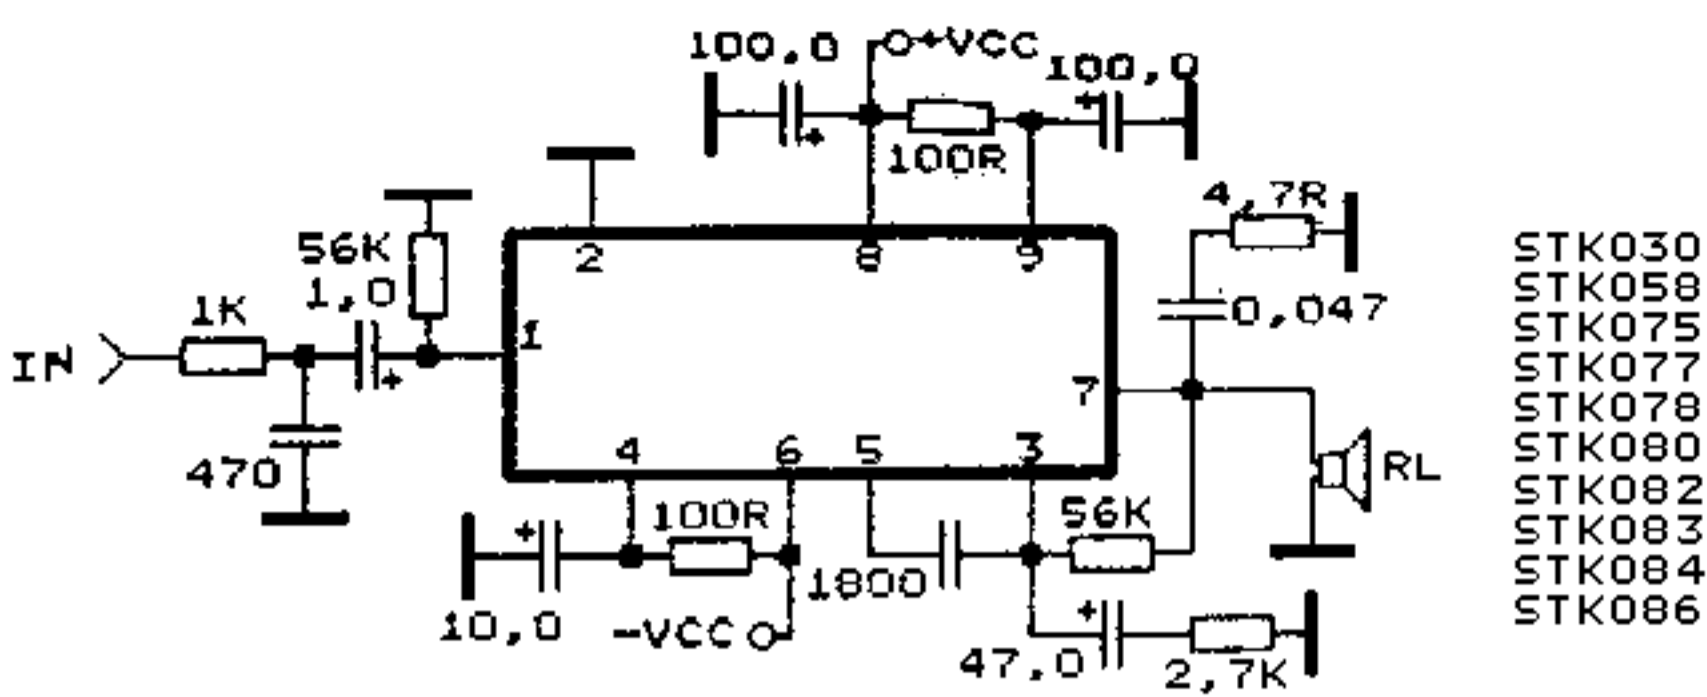 100,0
+VCC
100,0
100R
4,7R
56K
1,0
2
8
9
0,047
1K
1
IN
7
470
4
6
5
3
RL
100R
56K
10,0
-VCC
1800
47,0
2,7K
STK030
STK058
STK075
STK077
STK078
STK080
STK082
STK083
STK084
STK086